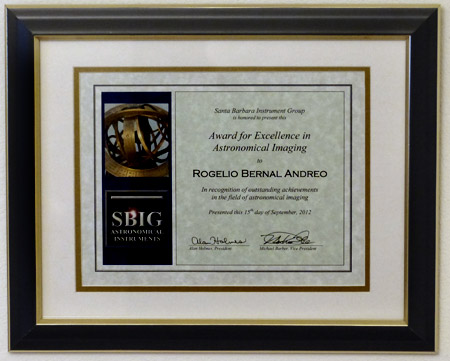 Santa Barbara Instrument Group
is honored to present this
Award for Excellence in
Astronomical Imaging
to
ROGELIO BERNAL ANDREO
In recognition of outstanding achievements
in the field of astronomical imaging
Presented this 15th day of September, 2012
Alan Holmes, President
Michael Barber, Vice President
SBIG
ASTRONOMICAL
INSTRUMENTS